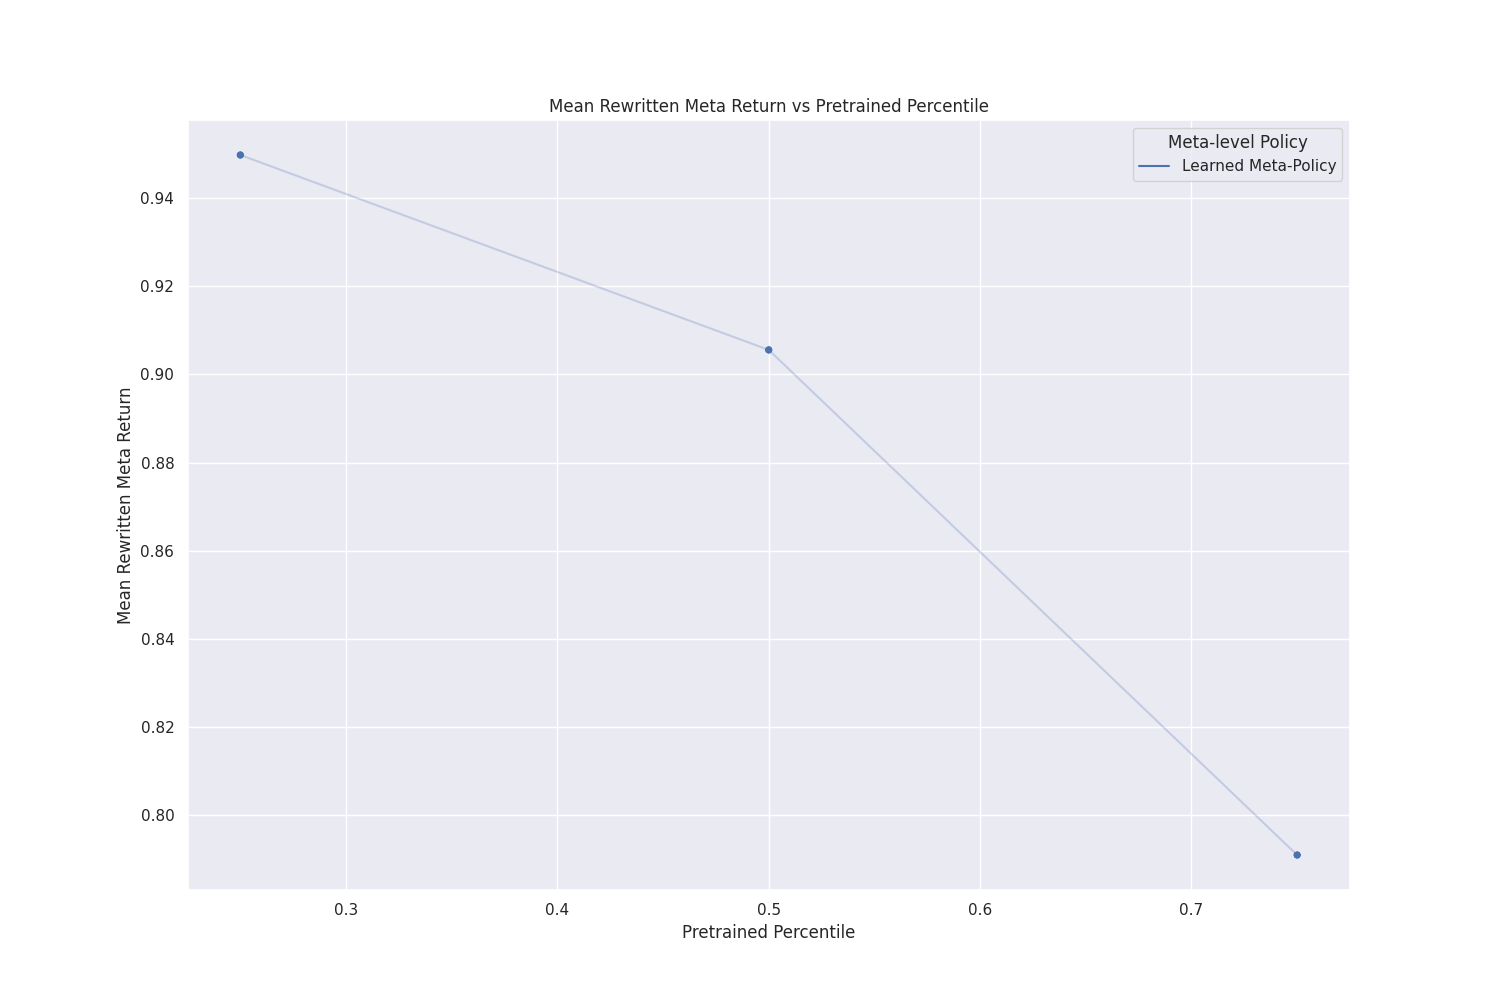 Mean Rewritten Meta Return vs Pretrained Percentile
Meta-level Policy
Learned Meta-Policy
0.94
0.92
0.90
0.88
0.86
0.84
0.82
0.80
Mean Rewritten Meta Return
0.3
0.4
0.5
0.6
0.7
Pretrained Percentile